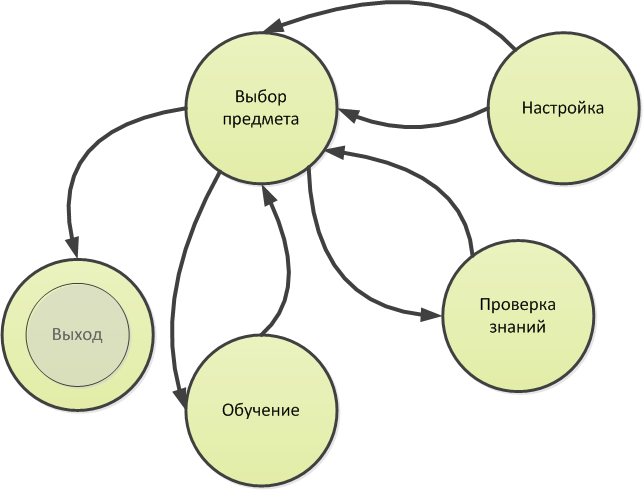 Выбор
предмета
Настройка
Проверка
знаний
Выход
Обучение